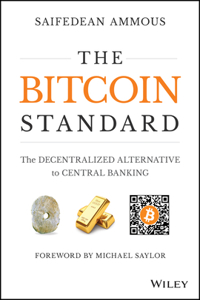 SAIFEDEAN AMMOUS
THE
BITCOIN
STANDARD
The DECENTRALIZED ALTERNATIVE
to CENTRAL BANKING
FOREWORD BY MICHAEL SAYLOR
WILEY